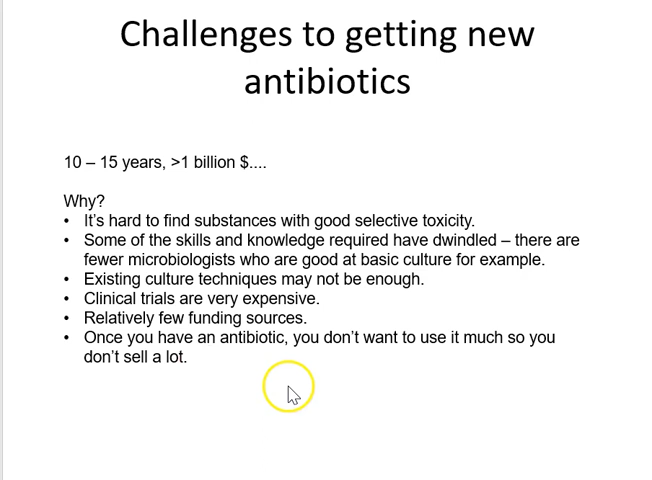 Challenges to getting new
antibiotics
10 – 15 years, >1 billion $....
Why?
• It’s hard to find substances with good selective toxicity.
• Some of the skills and knowledge required have dwindled – there are
fewer microbiologists who are good at basic culture for example.
• Existing culture techniques may not be enough.
• Clinical trials are very expensive.
• Relatively few funding sources.
• Once you have an antibiotic, you don’t want to use it much so you
don’t sell a lot.